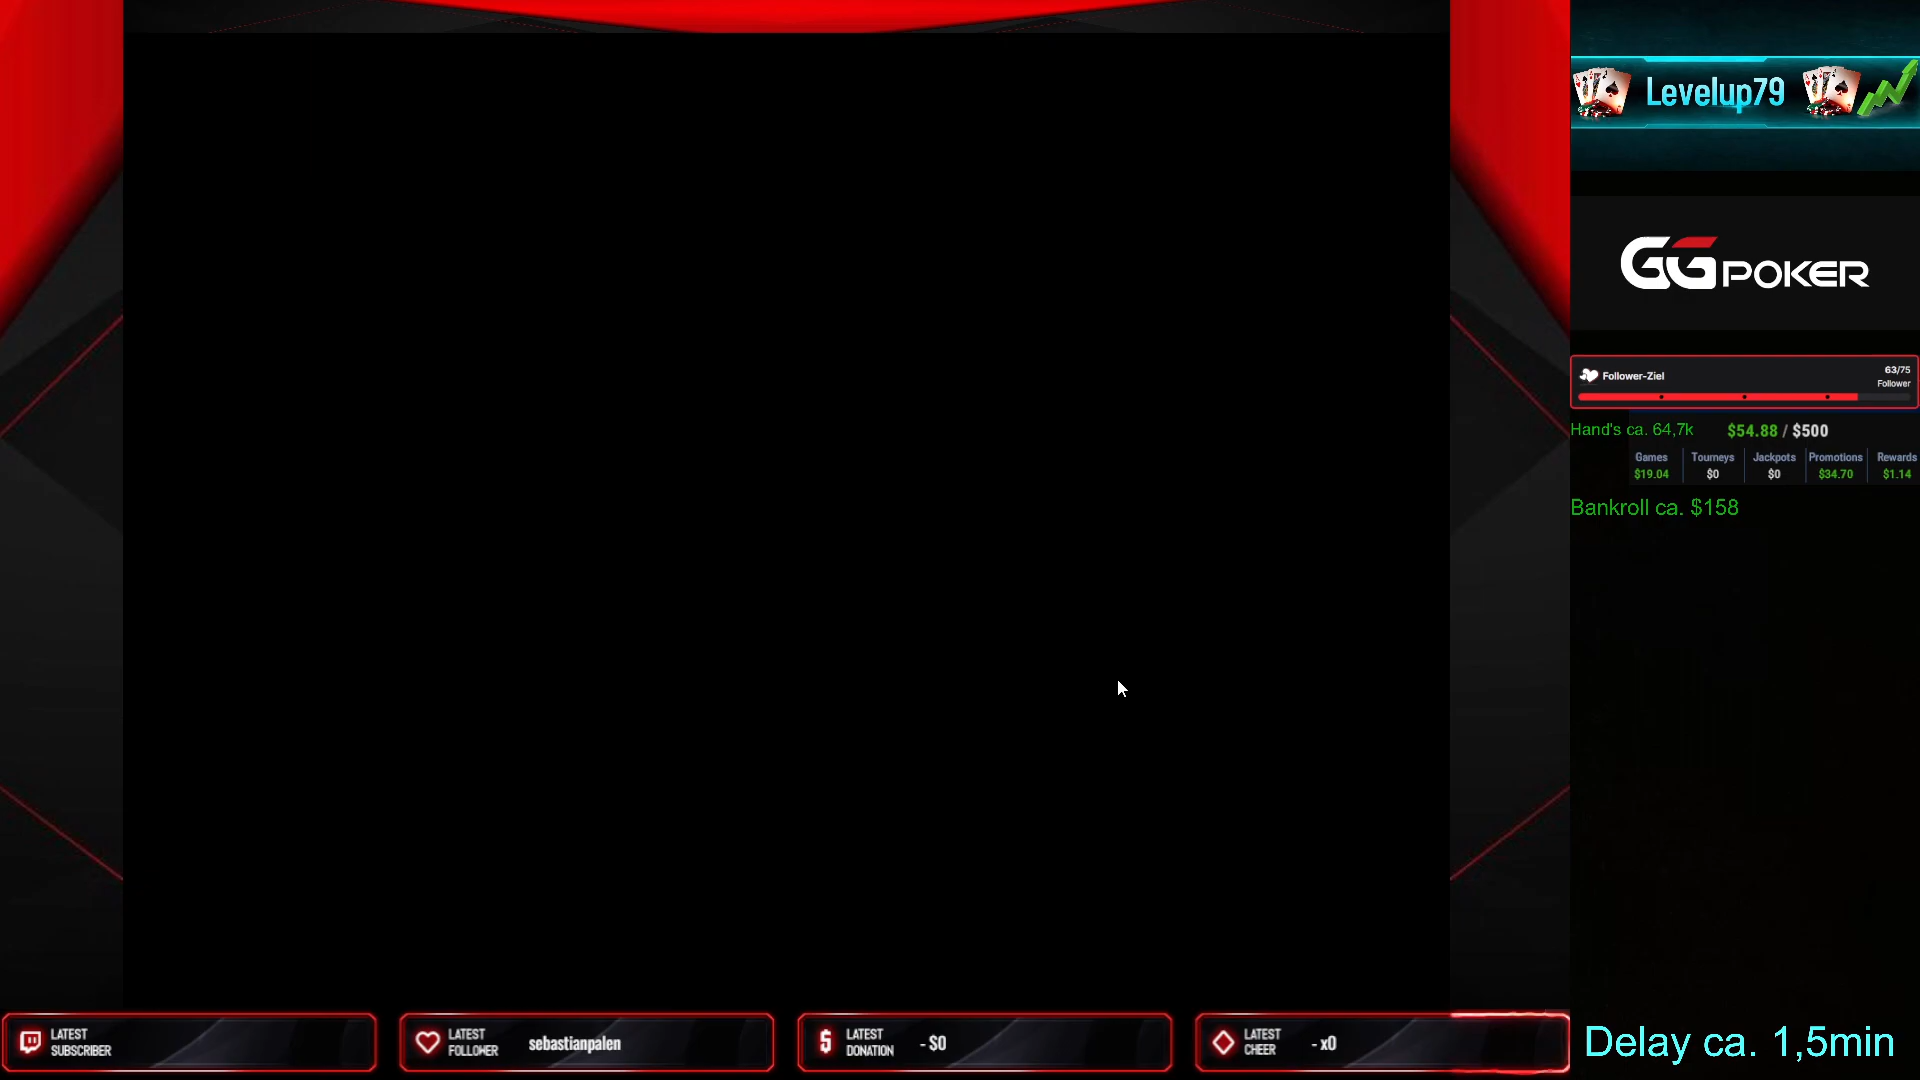 Levelup79
GGPOKER
Follower-Ziel
63/75
Follower
Hand's ca. 64,7k
$54.88 / $500
Games Tourneys Jackpots Promotions Rewards
$19.04 $0 $0 $34.70 $1.14
Bankroll ca. $158
LATEST
SUBSCRIBER
LATEST
FOLLOWER
sebastianpalen
LATEST
DONATION
- $0
LATEST
CHEER
- x0
Delay ca. 1,5min